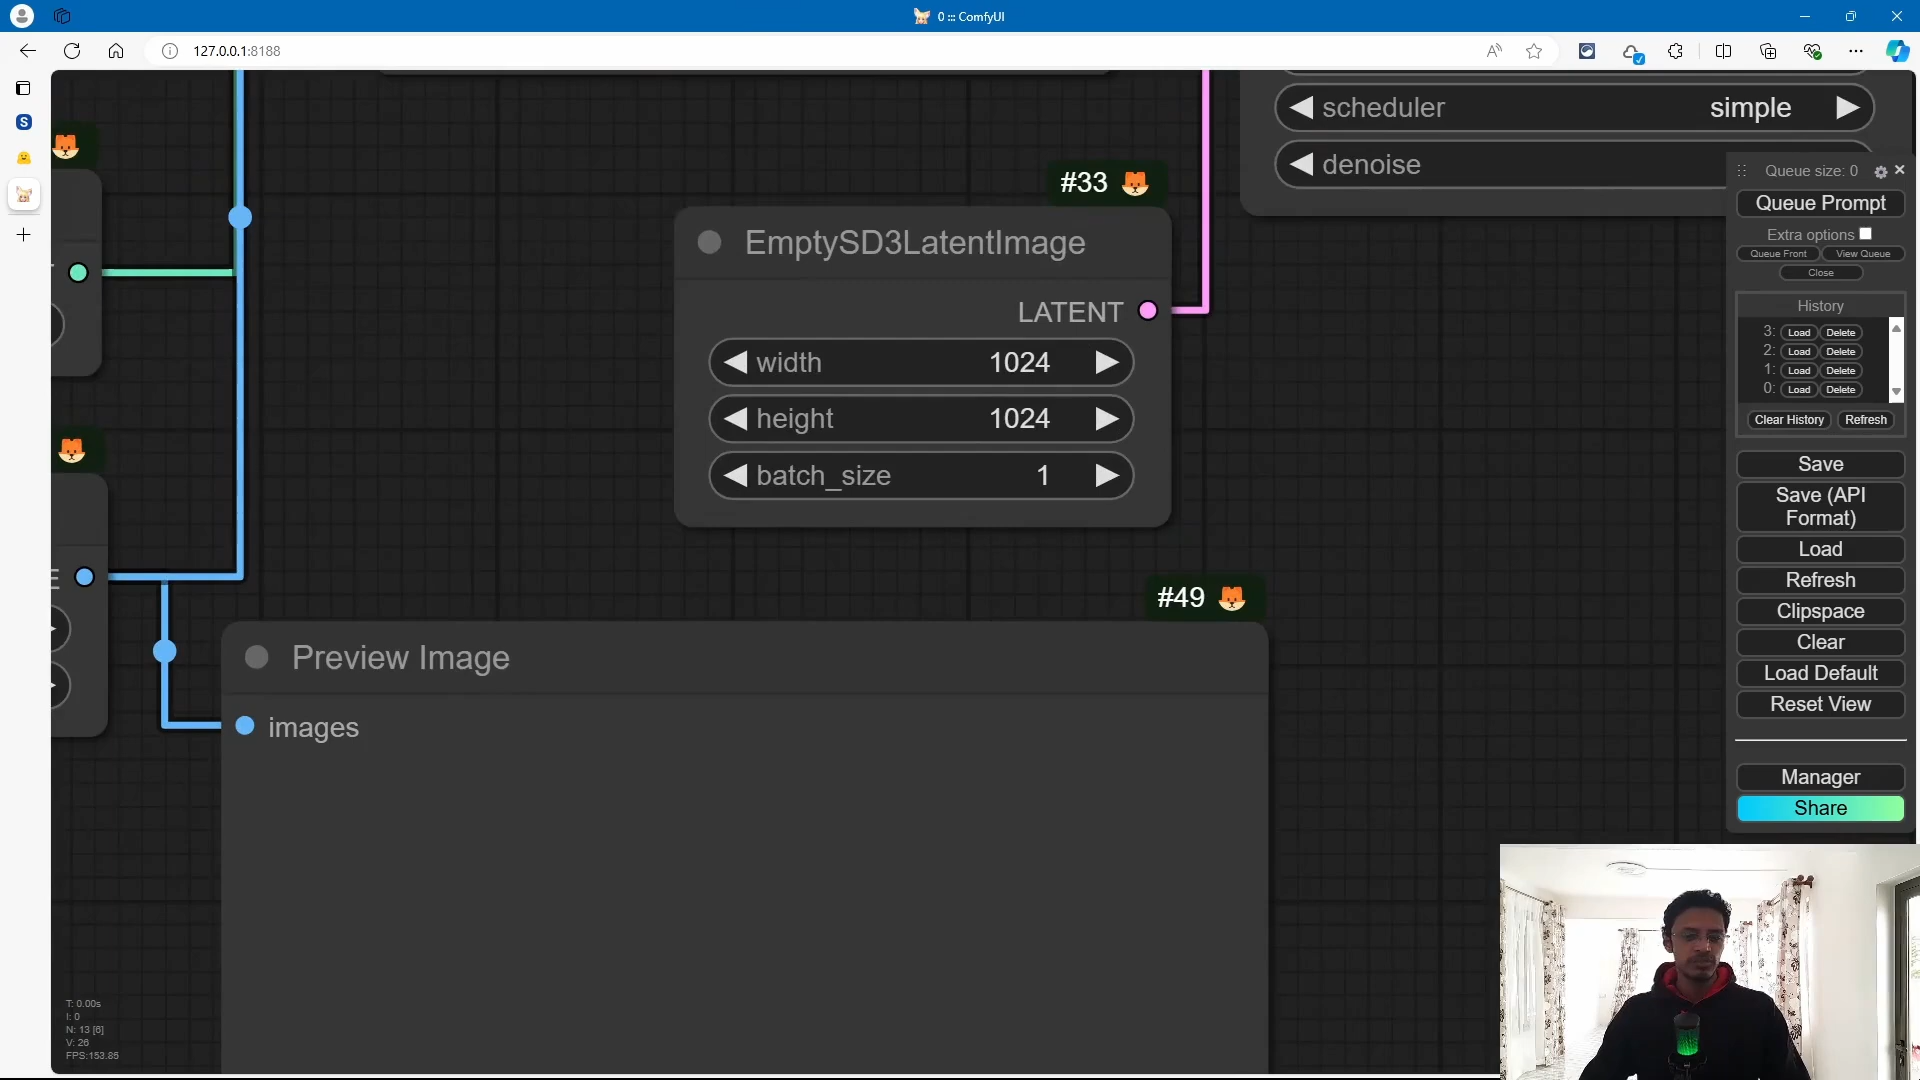 0 ::: ComfyUI
127.0.0.1:8188
scheduler simple
denoise
#33
EmptySD3LatentImage
LATENT
width 1024
height 1024
batch_size 1
#49
Preview Image
images
Queue size: 0
Queue Prompt
Extra options
Queue Front View Queue
Close
History
3: Load Delete
2: Load Delete
1: Load Delete
0: Load Delete
Clear History Refresh
Save
Save (API
Format)
Load
Refresh
Clipspace
Clear
Load Default
Reset View
Manager
Share
T: 0.00s
I: 0
N: 13 [6]
V: 26
FPS:153.85